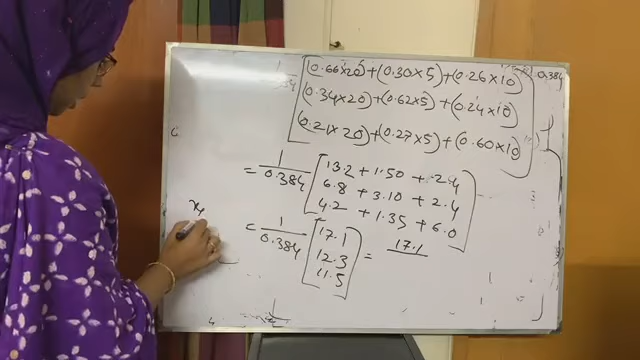 (0.66×20)+(0.30×5)+(0.26×10) 0.384
(0.34×20)+(0.62×5)+(0.24×10)
(0.21×20)+(0.27×5)+(0.60×10)
= 1/0.384 [13.2 + 1.50 + 2.4
6.8 + 3.10 + 2.4
4.2 + 1.35 + 6.0]
= 1/0.384 [17.1
12.3
11.5] = 17.1
x